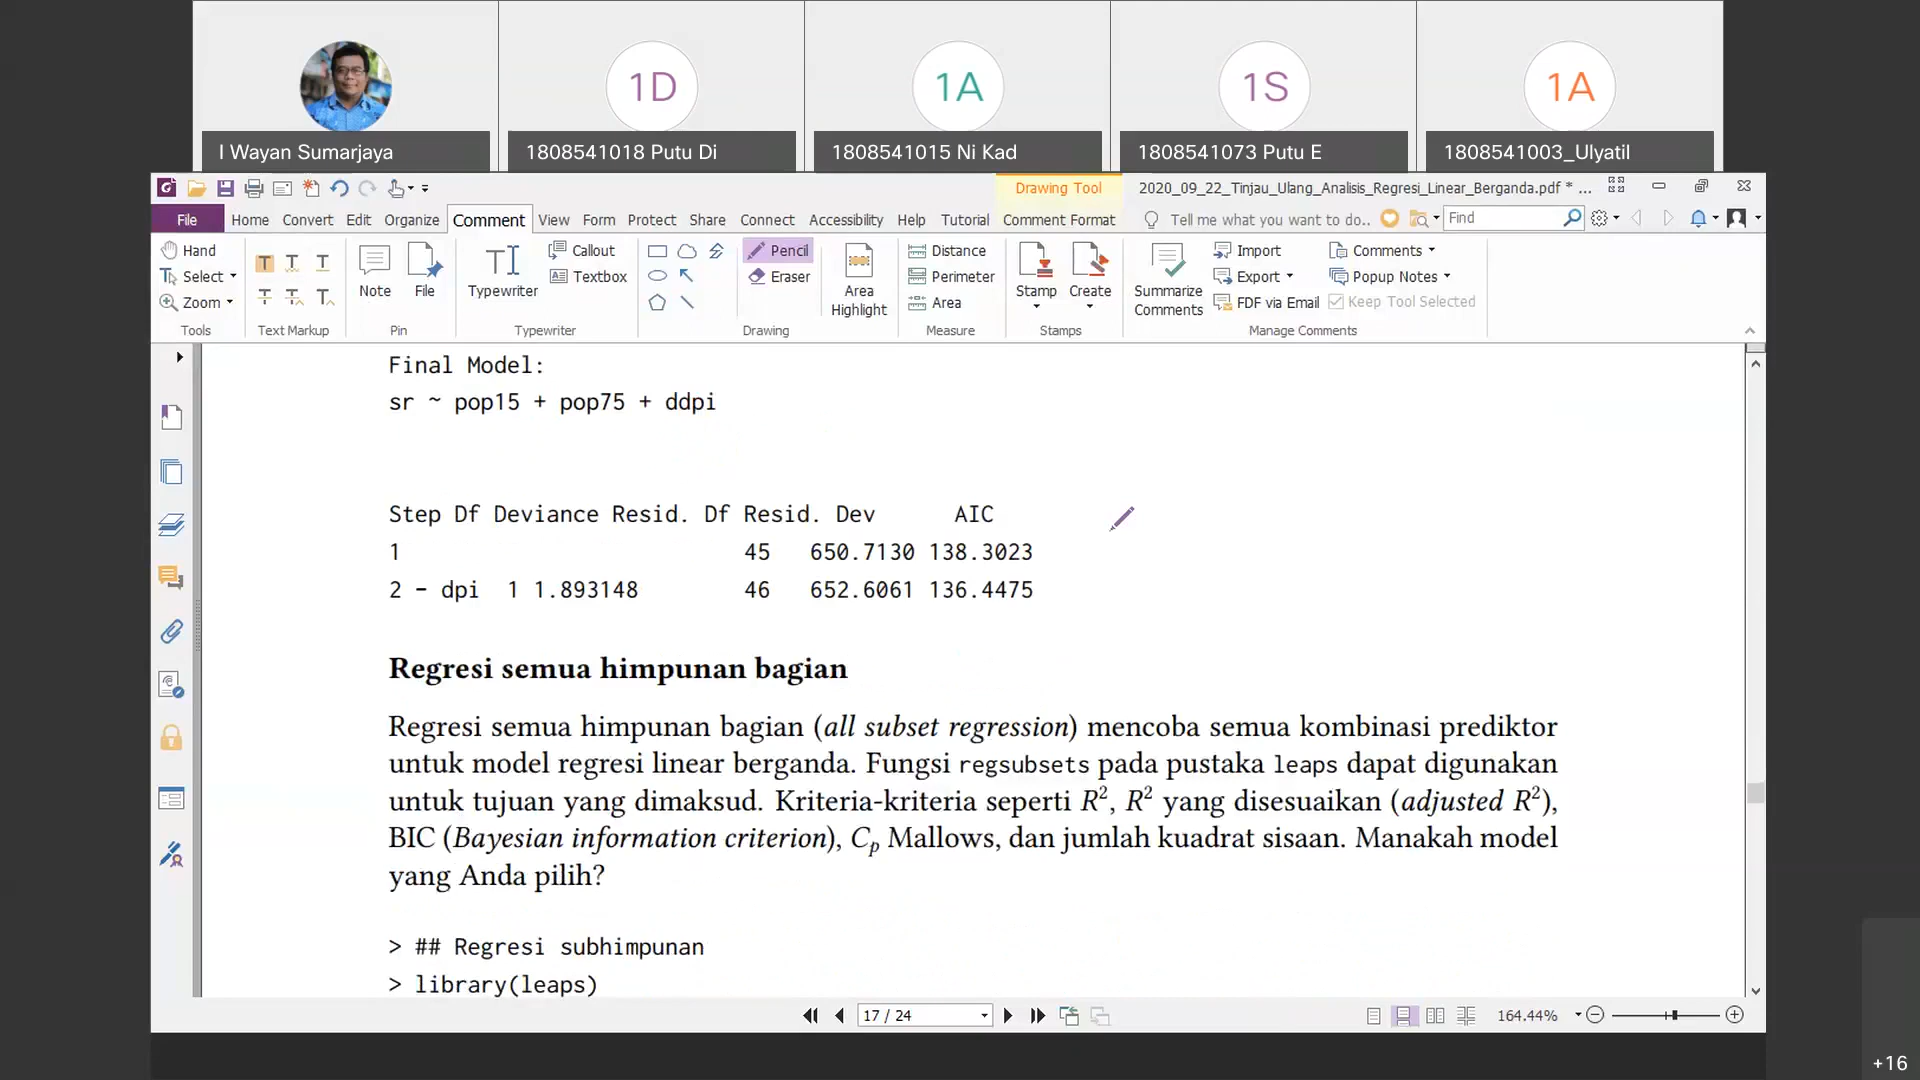 1D
1A
1S
1A
I Wayan Sumarjaya
1808541018 Putu Di
1808541015 Ni Kad
1808541073 Putu E
1808541003_Ulyatil
Drawing Tool
2020_09_22_Tinjau_Ulang_Analisis_Regresi_Linear_Berganda.pdf * ...
File Home Convert Edit Organize Comment View Form Protect Share Connect Accessibility Help Tutorial Comment Format Tell me what you want to do.. Find
Hand
Select
Zoom
Tools
Text Markup
Note
File
Pin
Typewriter
Callout
Textbox
Typewriter
Pencil
Eraser
Area Highlight
Drawing
Distance
Perimeter
Area
Measure
Stamp
Create
Stamps
Summarize Comments
Import
Export
FDF via Email
Comments
Popup Notes
Keep Tool Selected
Manage Comments
Final Model:
sr ~ pop15 + pop75 + ddpi
Step Df Deviance Resid. Df Resid. Dev AIC
1 45 650.7130 138.3023
2 - dpi 1 1.893148 46 652.6061 136.4475
Regresi semua himpunan bagian
Regresi semua himpunan bagian (all subset regression) mencoba semua kombinasi prediktor
untuk model regresi linear berganda. Fungsi regsubsets pada pustaka leaps dapat digunakan
untuk tujuan yang dimaksud. Kriteria-kriteria seperti R², R² yang disesuaikan (adjusted R²),
BIC (Bayesian information criterion), Cp Mallows, dan jumlah kuadrat sisaan. Manakah model
yang Anda pilih?
> ## Regresi subhimpunan
> library(leaps)
17 / 24
164.44%
+16